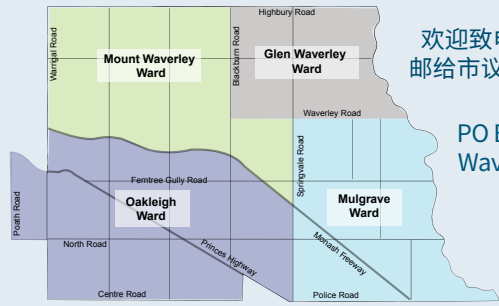 Highbury Road
欢迎致电
邮给市议
Warrigal Road
Mount Waverley
Ward
Blackburn Road
Glen Waverley
Ward
Waverley Road
PO B
Wav
Springvale Road
Ferntree Gully Road
Poath Road
Oakleigh
Ward
Mulgrave
Ward
North Road
Princes Highway
Monash Freeway
Centre Road
Police Road